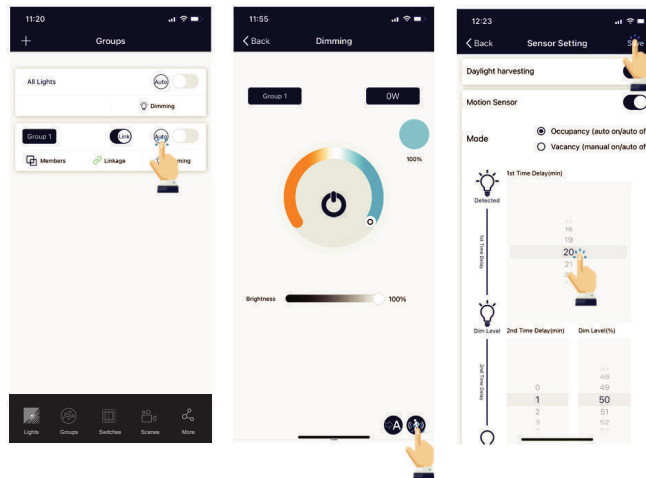 11:20
Groups
All Lights
Auto
Dimming
Group 1
Link
Auto
Members
Linkage
Lights
Groups
Switches
Scenes
More
11:55
Back
Dimming
Group 1
0W
100%
Brightness
100%
A
12:23
Back
Sensor Setting
Daylight harvesting
Motion Sensor
Mode
Occupancy (auto on/auto of
Vacancy (manual on/auto of
1st Time Delay(min)
Detected
1st Time Delay
18
19
20
21
Dim Level
2nd Time Delay(min)
Dim Level(%)
2nd Time Delay
0
1
2
3
48
49
50
51
52